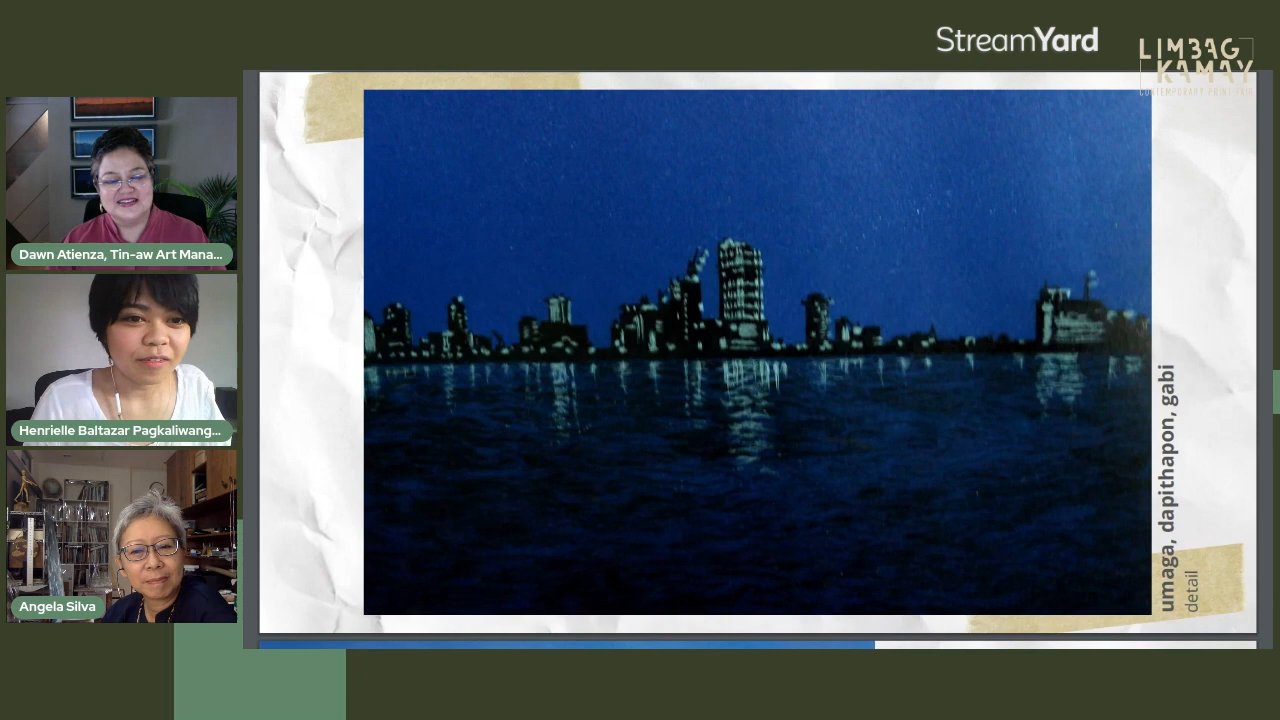 StreamYard
LIMBAG
KAMAY
CONTEMPORARY PRINT
Dawn Atienza, Tin-aw Art Mana...
Henrielle Baltazar Pagkaliwang...
Angela Silva
umaga, dapithapon, gabi
detail